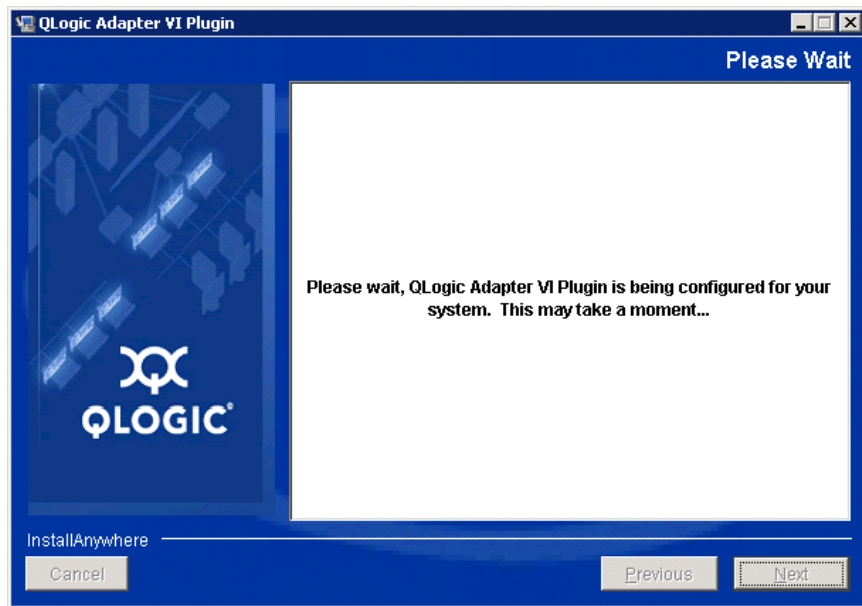 QLogic Adapter VI Plugin
Please Wait
Please wait, QLogic Adapter VI Plugin is being configured for your
system. This may take a moment...
QLOGIC
InstallAnywhere
Cancel
Previous
Next